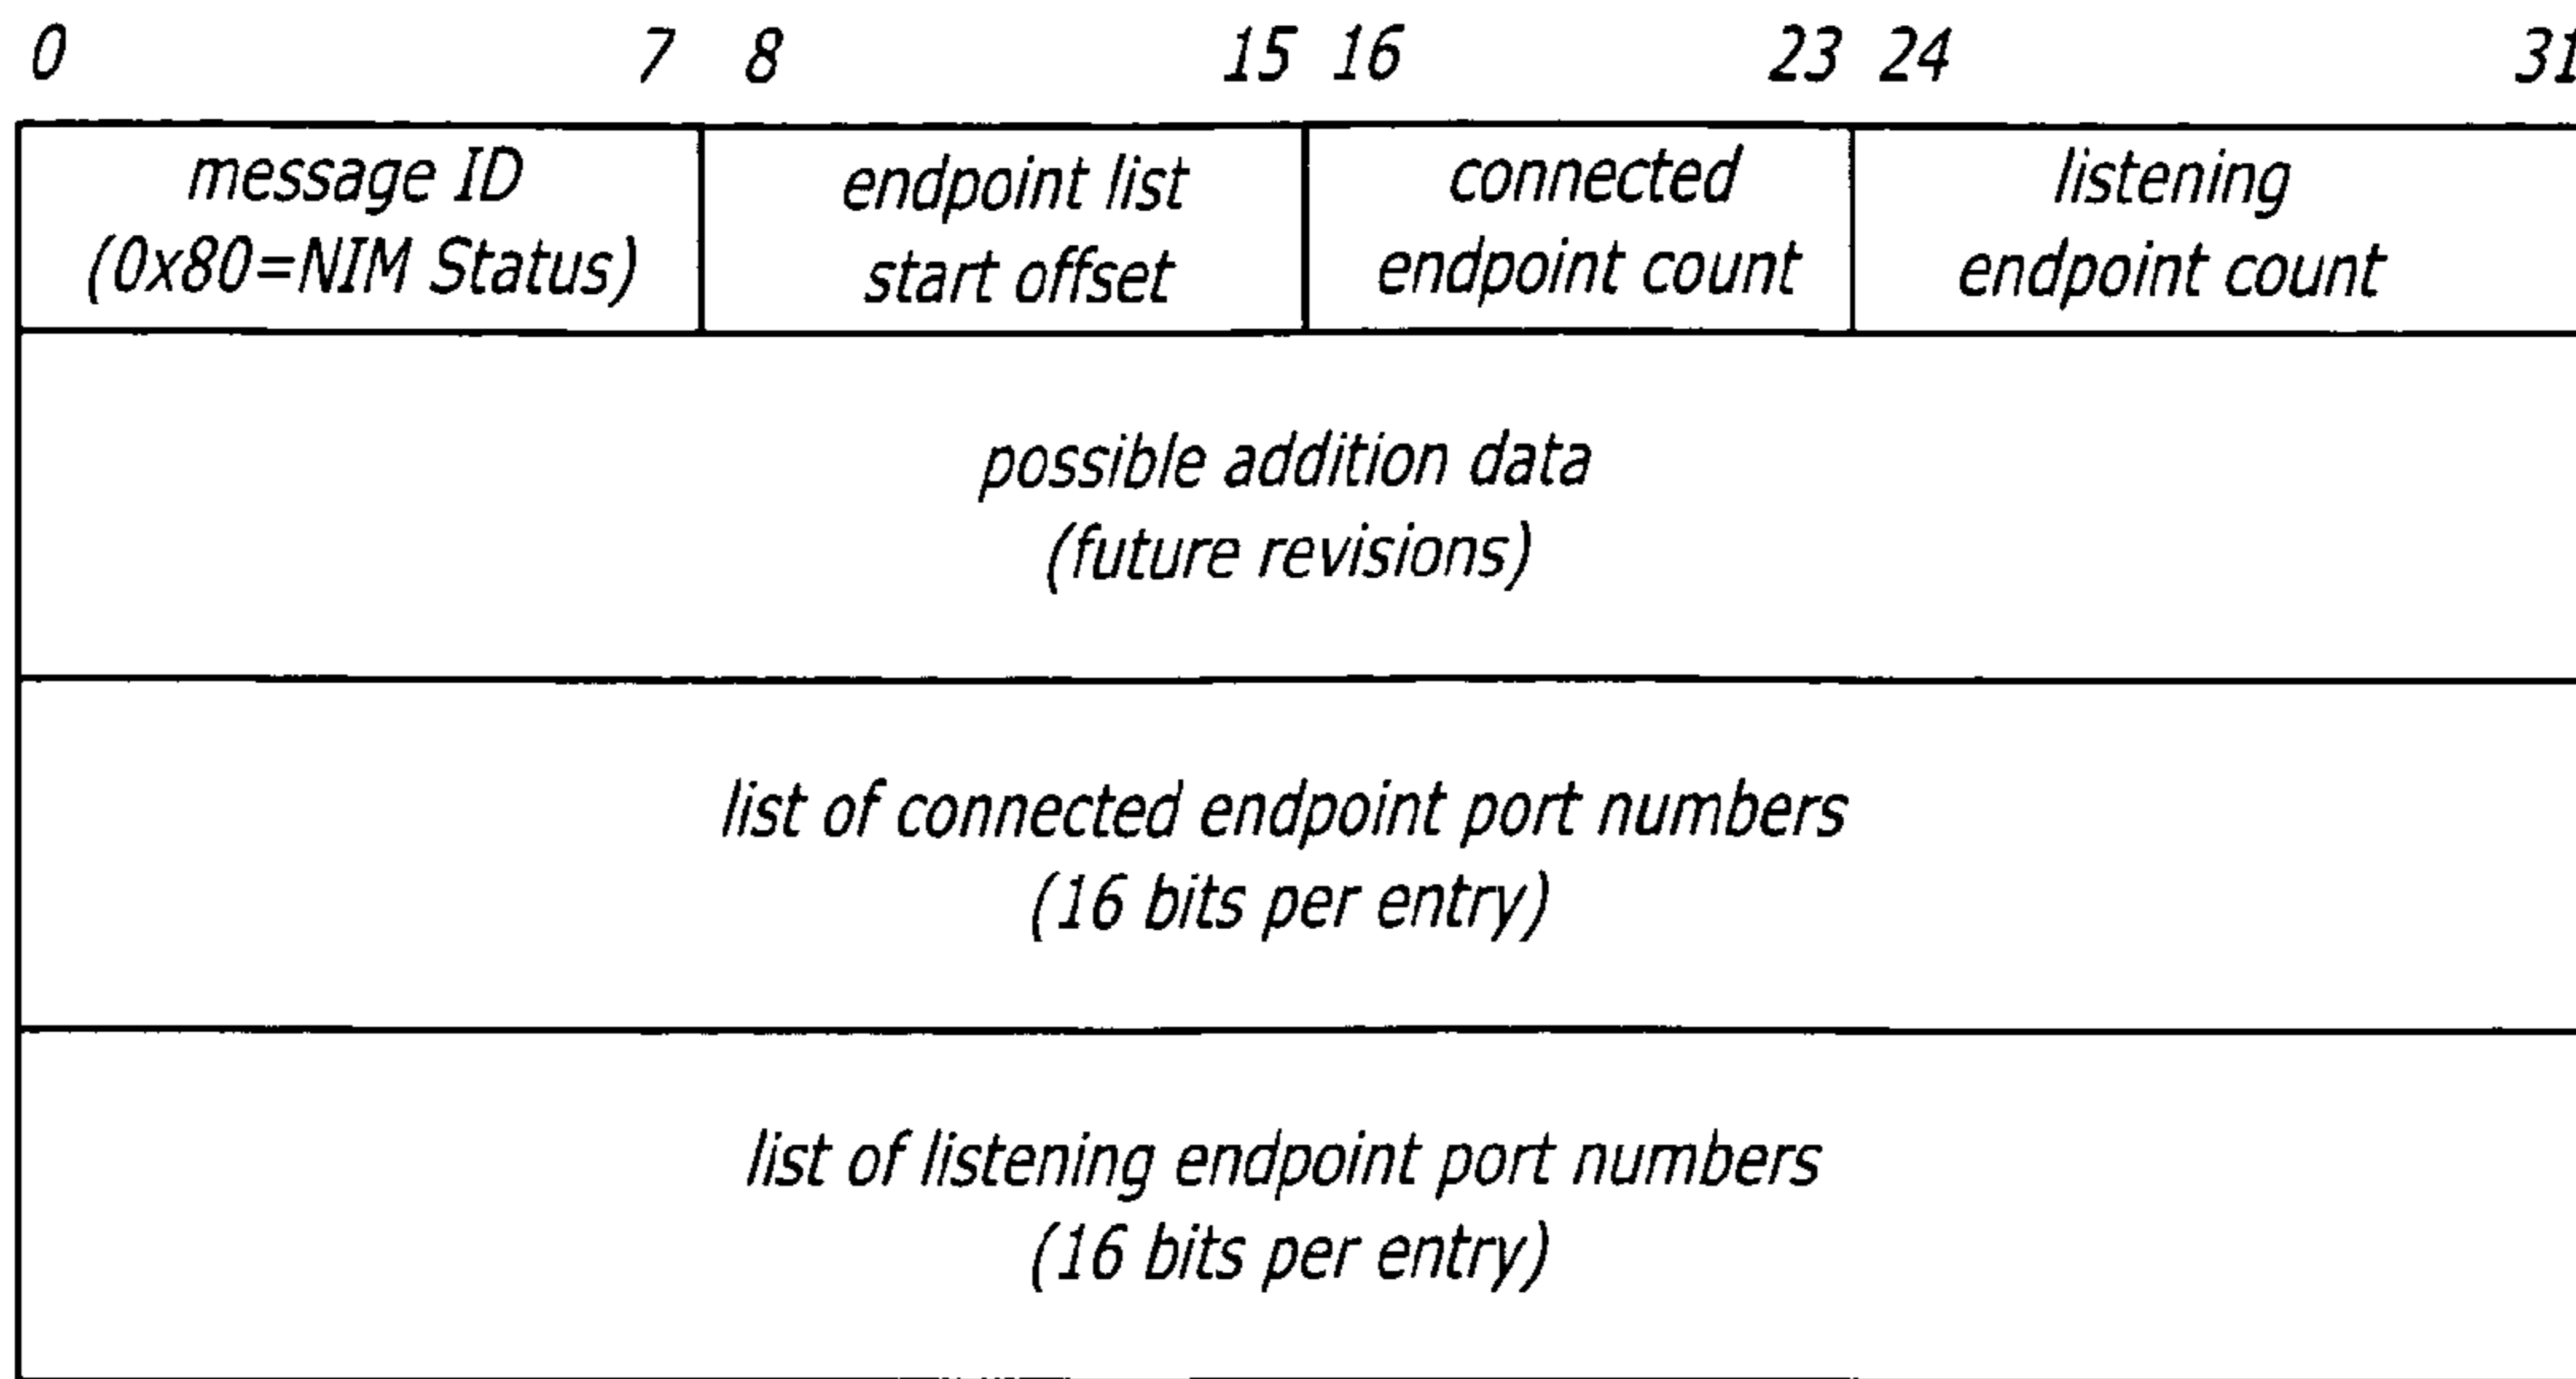 0 7 8 15 16 23 24 31
message ID
(0x80=NIM Status)
endpoint list
start offset
connected
endpoint count
listening
endpoint count
possible addition data
(future revisions)
list of connected endpoint port numbers
(16 bits per entry)
list of listening endpoint port numbers
(16 bits per entry)